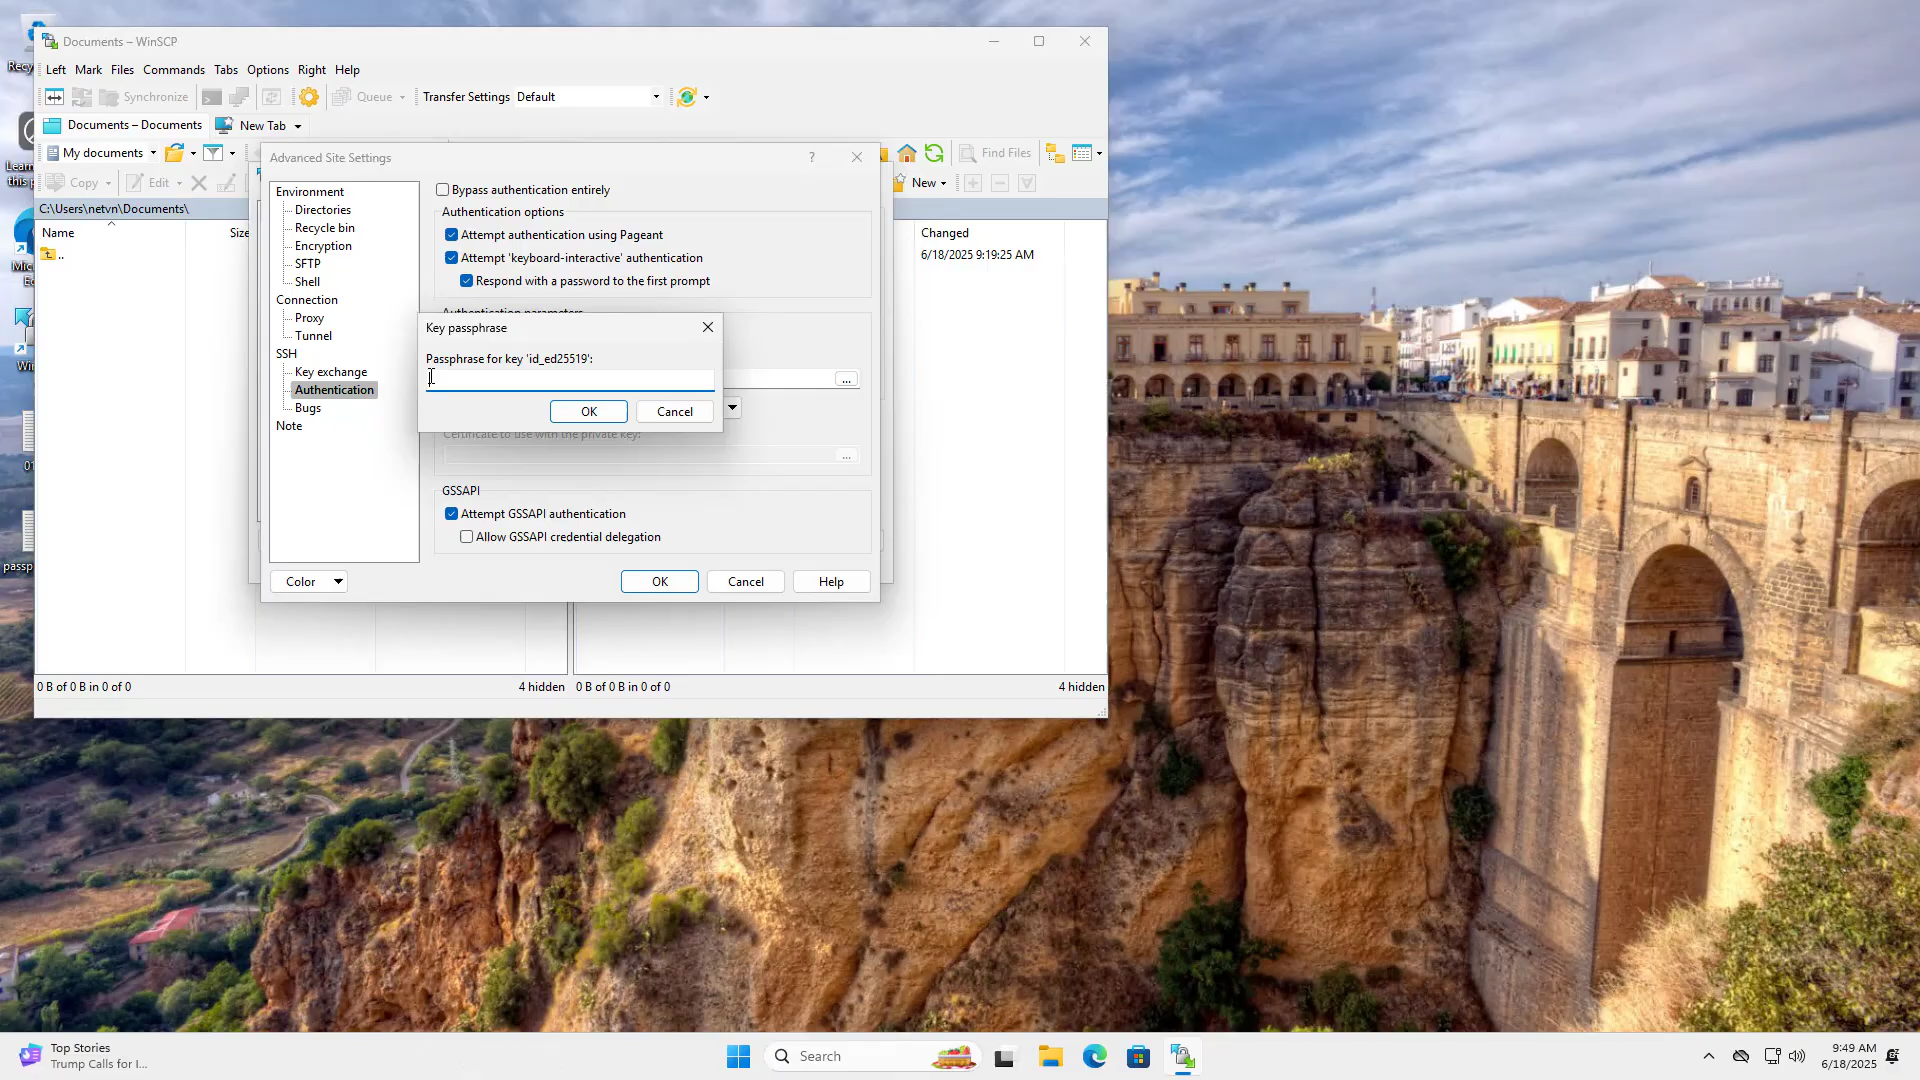 Documents – WinSCP
Left Mark Files Commands Tabs Options Right Help
Synchronize Queue Transfer Settings Default
Documents – Documents New Tab
My documents Find Files
Advanced Site Settings ?
Copy Edit New
C:\Users\netvn\Documents\
Name Size Changed
.. 6/18/2025 9:19:25 AM
Environment
Directories
Recycle bin
Encryption
SFTP
Shell
Connection
Proxy
Tunnel
SSH
Key exchange
Authentication
Bugs
Note
Bypass authentication entirely
Authentication options
Attempt authentication using Pageant
Attempt 'keyboard-interactive' authentication
Respond with a password to the first prompt
Key passphrase
Passphrase for key 'id_ed25519':
OK Cancel
...
Certificate to use with the private key:
...
GSSAPI
Attempt GSSAPI authentication
Allow GSSAPI credential delegation
Color OK Cancel Help
0 B of 0 B in 0 of 0 4 hidden 0 B of 0 B in 0 of 0 4 hidden
Top Stories
Trump Calls for I...
Search
9:49 AM
6/18/2025